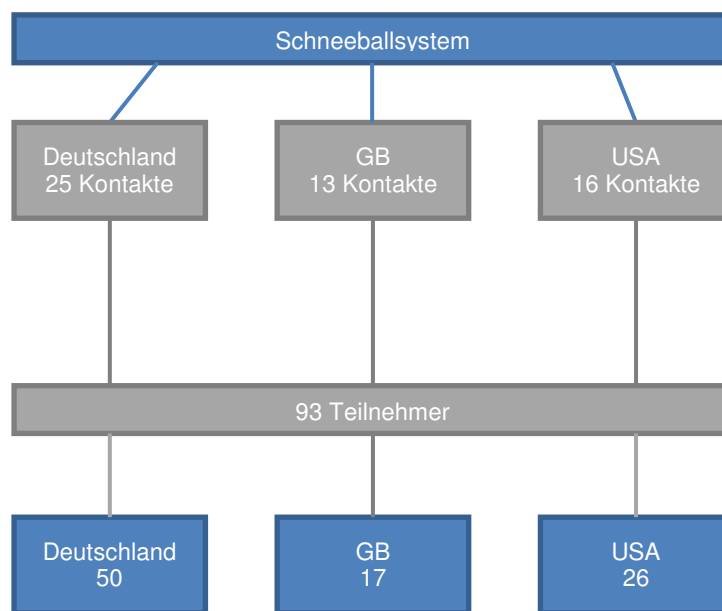 Schneeballsystem
Deutschland
25 Kontakte
GB
13 Kontakte
USA
16 Kontakte
93 Teilnehmer
Deutschland
50
GB
17
USA
26